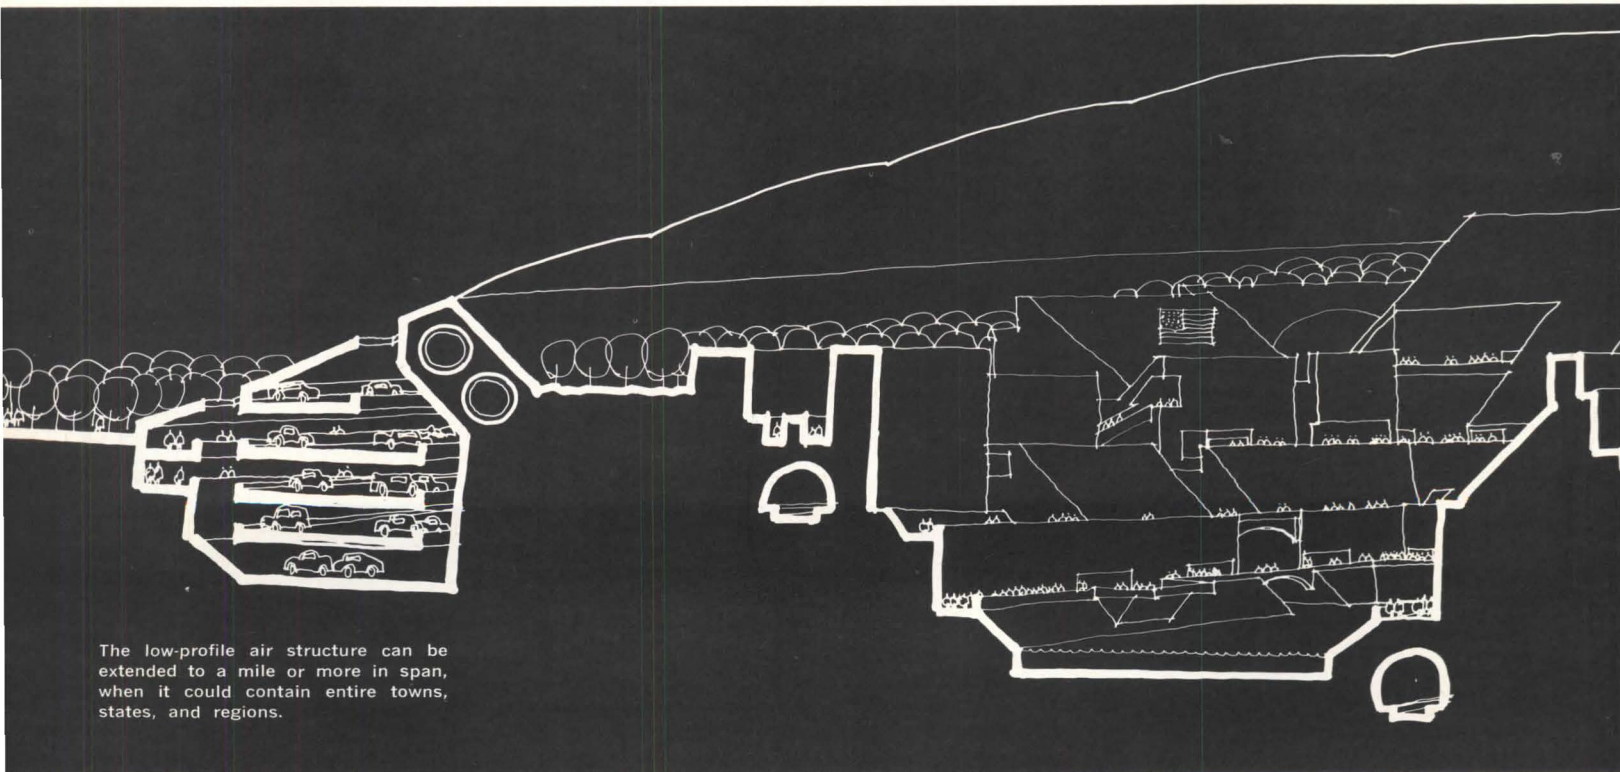 The low-profile air structure can be
extended to a mile or more in span,
when it could contain entire towns,
states, and regions.